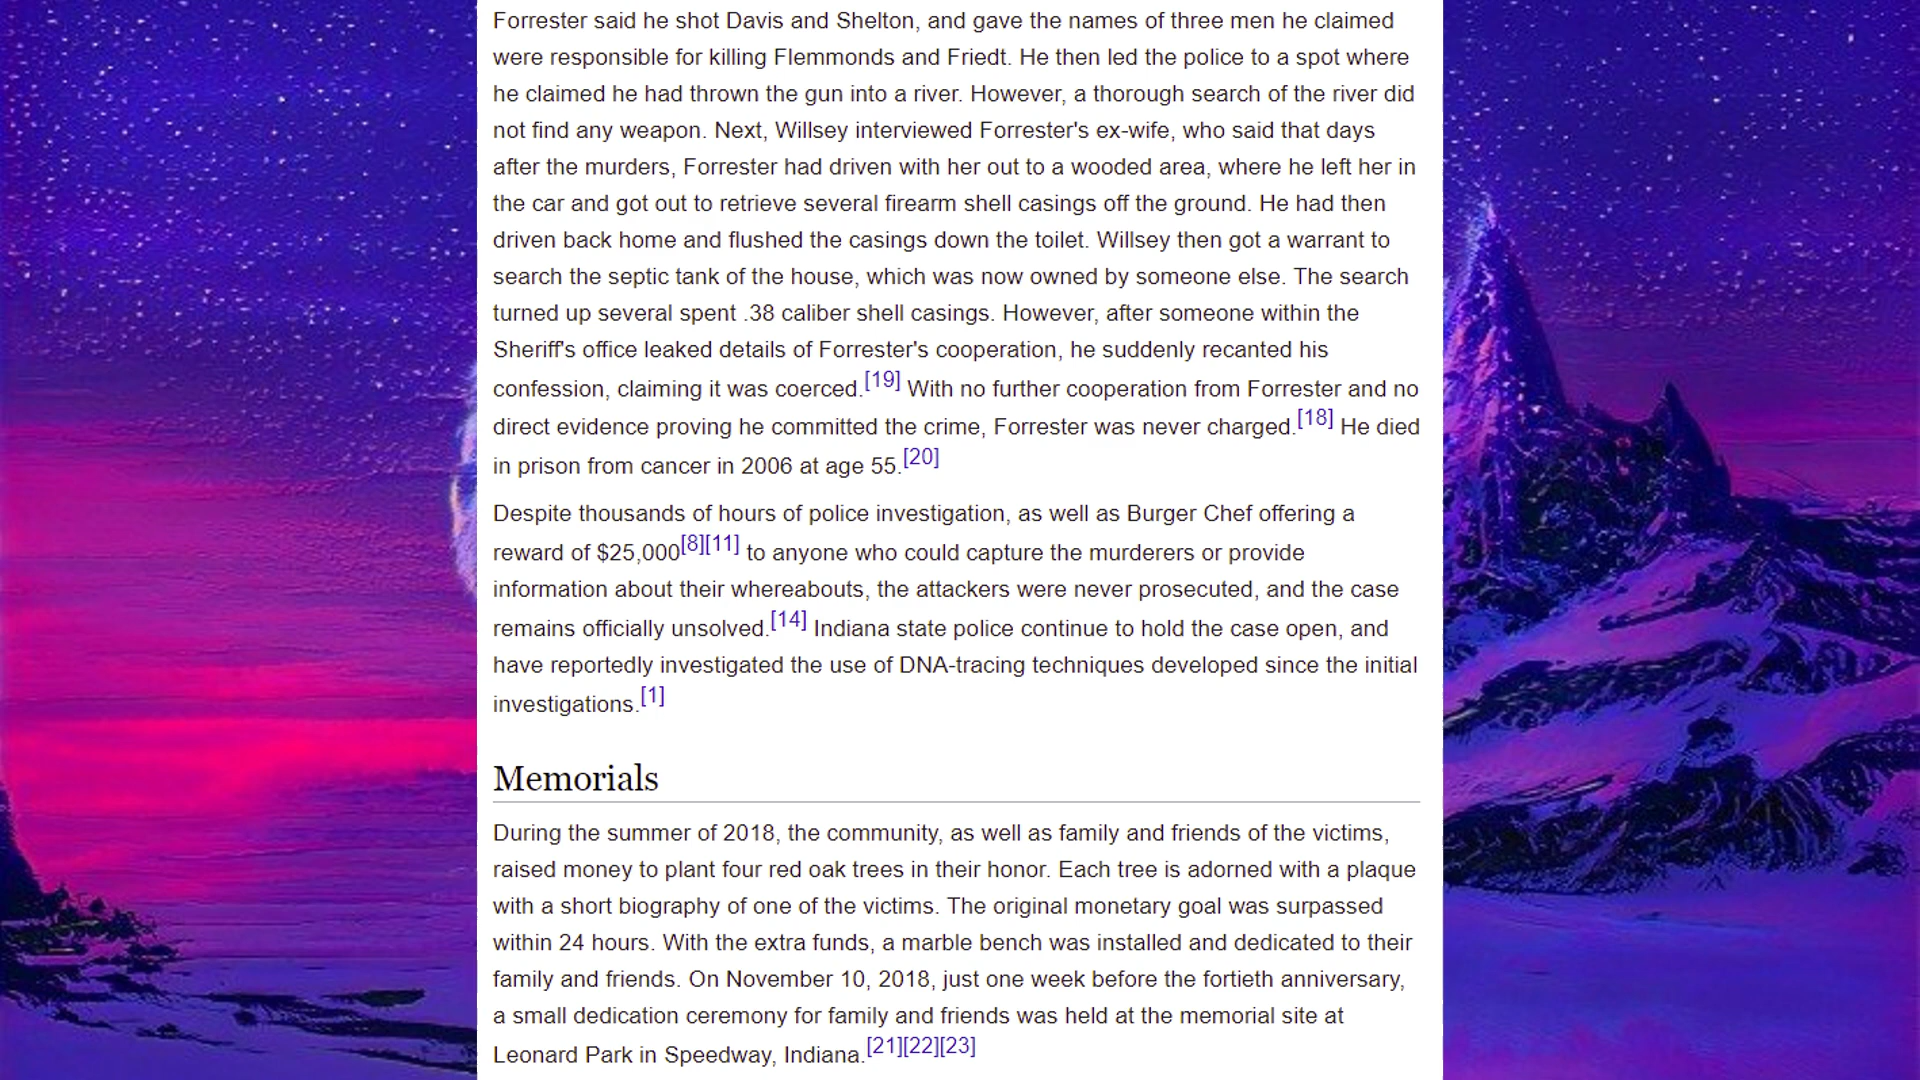 Forrester said he shot Davis and Shelton, and gave the names of three men he claimed
were responsible for killing Flemmonds and Friedt. He then led the police to a spot where
he claimed he had thrown the gun into a river. However, a thorough search of the river did
not find any weapon. Next, Willsey interviewed Forrester's ex-wife, who said that days
after the murders, Forrester had driven with her out to a wooded area, where he left her in
the car and got out to retrieve several firearm shell casings off the ground. He had then
driven back home and flushed the casings down the toilet. Willsey then got a warrant to
search the septic tank of the house, which was now owned by someone else. The search
turned up several spent .38 caliber shell casings. However, after someone within the
Sheriff's office leaked details of Forrester's cooperation, he suddenly recanted his
confession, claiming it was coerced.[19] With no further cooperation from Forrester and no
direct evidence proving he committed the crime, Forrester was never charged.[18] He died
in prison from cancer in 2006 at age 55.[20]
Despite thousands of hours of police investigation, as well as Burger Chef offering a
reward of $25,000[8][11] to anyone who could capture the murderers or provide
information about their whereabouts, the attackers were never prosecuted, and the case
remains officially unsolved.[14] Indiana state police continue to hold the case open, and
have reportedly investigated the use of DNA-tracing techniques developed since the initial
investigations.[1]
Memorials
During the summer of 2018, the community, as well as family and friends of the victims,
raised money to plant four red oak trees in their honor. Each tree is adorned with a plaque
with a short biography of one of the victims. The original monetary goal was surpassed
within 24 hours. With the extra funds, a marble bench was installed and dedicated to their
family and friends. On November 10, 2018, just one week before the fortieth anniversary,
a small dedication ceremony for family and friends was held at the memorial site at
Leonard Park in Speedway, Indiana.[21][22][23]